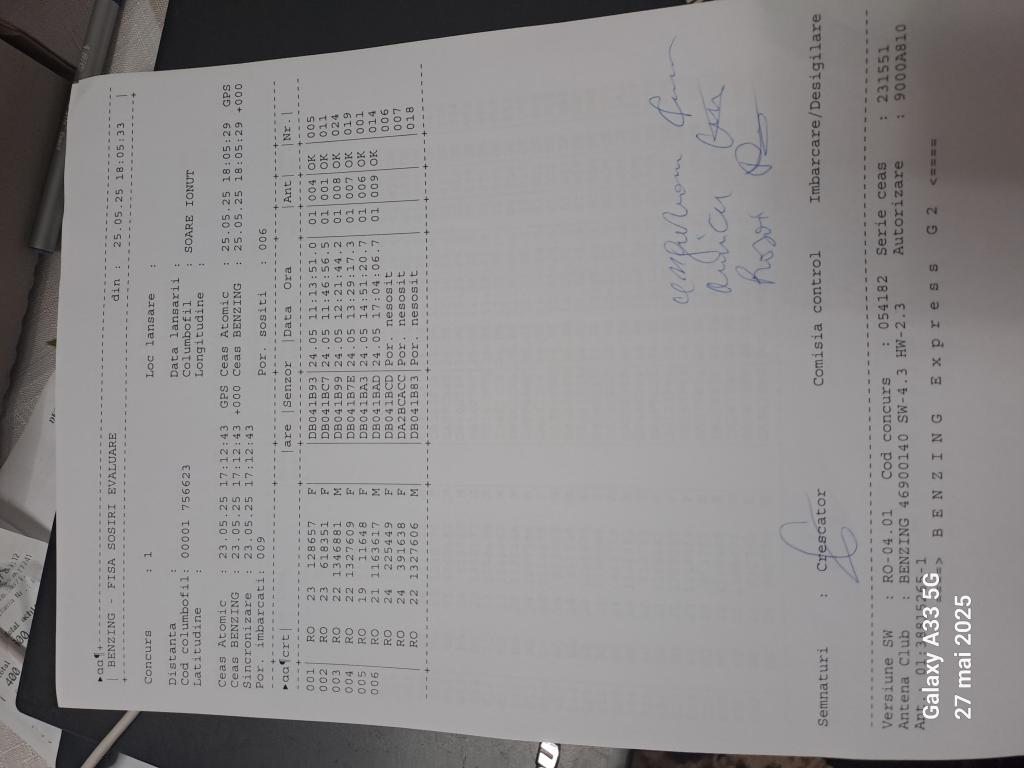 ▸aa¶+
| BENZING - FISA SOSIRI EVALUARE din : 25.05.25 18:05:33 |
Concurs : 1 Loc lansare :
Distanta : Data lansarii :
Cod columbofil: 00001 756623 Columbofil : SOARE IONUT
Latitudine : Longitudine :
Ceas Atomic : 23.05.25 17:12:43 GPS Ceas Atomic : 25.05.25 18:05:29 GPS
Ceas BENZING : 23.05.25 17:12:43 +000 Ceas BENZING : 25.05.25 18:05:29 +000
Sincronizare : 23.05.25 17:12:43
Por. imbarcati: 009 Por. sositi : 006
▸aa¶crt| |are |Senzor |Data Ora |Ant| |Nr.|
001 RO 23 128657 F |DB041B93|24.05 11:13:51.0 01|004|OK |005
002 RO 23 618351 F |DB041BC7|24.05 11:46:56.5 01|001|OK |011
003 RO 22 1346881 M |DB041B99|24.05 12:21:44.2 01|008|OK |024
004 RO 22 1327609 F |DB041B7E|24.05 13:29:17.3 01|007|OK |019
005 RO 19 11648 F |DB041BA3|24.05 14:51:20.7 01|006|OK |001
006 RO 21 1163617 M |DB041BAD|24.05 17:04:06.7 01|009|OK |014
RO 24 225449 F |DB041BCD|Por. nesosit |006
RO 24 391638 F |DA2BCACC|Por. nesosit |007
RO 22 1327606 M |DB041B83|Por. nesosit |018
Semnaturi : Crescator Comisia control Imbarcare/Desigilare
Versiune SW : RO-04.01 Cod concurs : 054182 Serie ceas : 231551
Antena Club : BENZING 46900140 SW-4.3 HW-2.3 Autorizare : 9000A810
===> B E N Z I N G E x p r e s s G 2 <====
Galaxy A33 5G
27 mai 2025